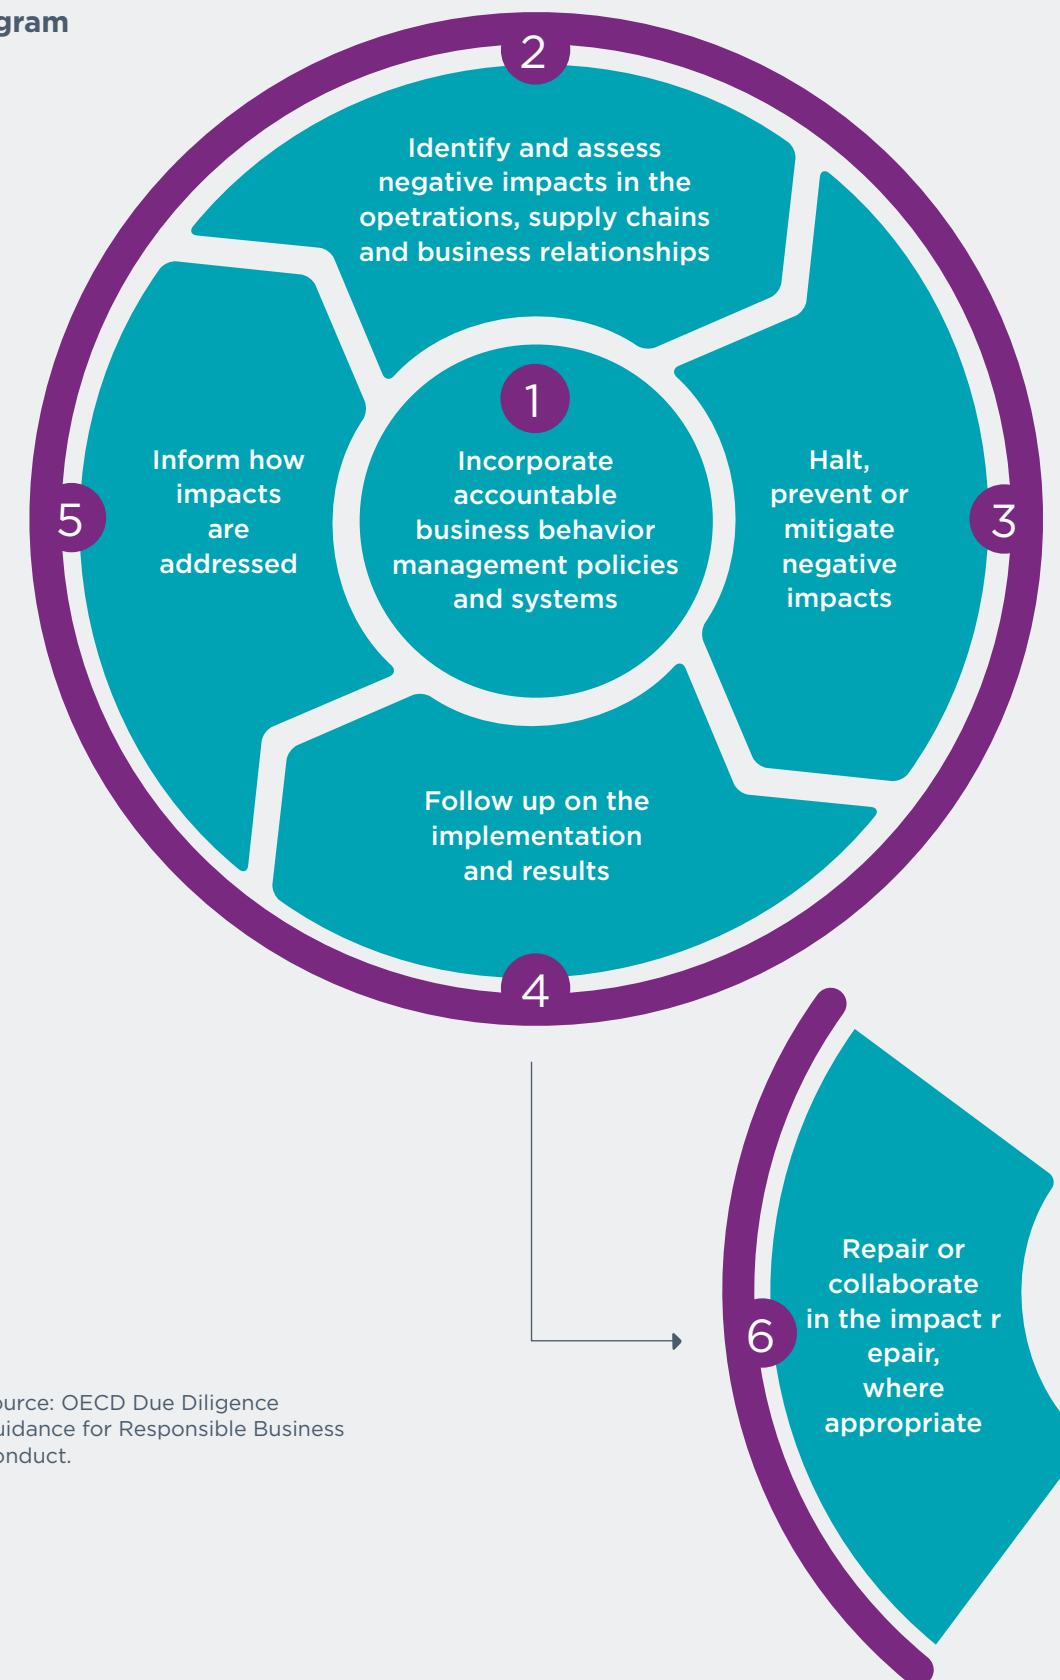 gram
2
Identify and assess
negative impacts in the
opetrations, supply chains
and business relationships
1
Incorporate
accountable
business behavior
management policies
and systems
Halt,
prevent or
mitigate
negative
impacts
3
Inform how
impacts
are
addressed
5
Follow up on the
implementation
and results
4
Repair or
collaborate
in the impact r
epair,
where
appropriate
6
ource: OECD Due Diligence
uidance for Responsible Business
onduct.